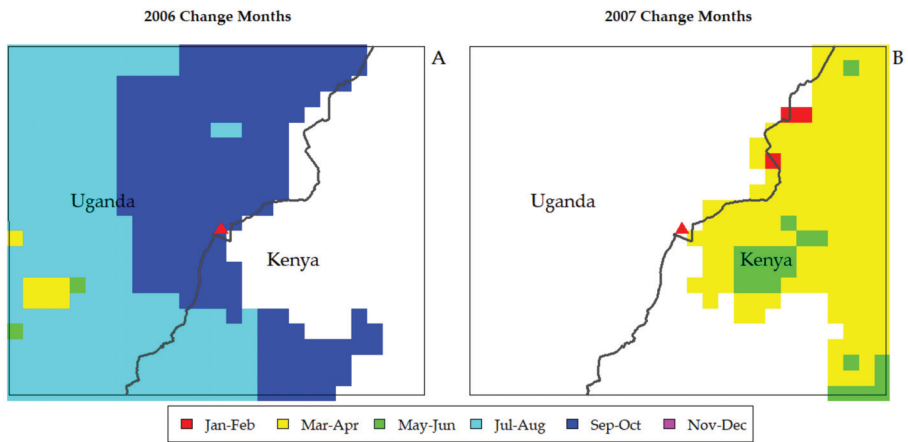 2006 Change Months
2007 Change Months
A
B
Uganda
Kenya
Uganda
Kenya
Jan-Feb Mar-Apr May-Jun Jul-Aug Sep-Oct Nov-Dec